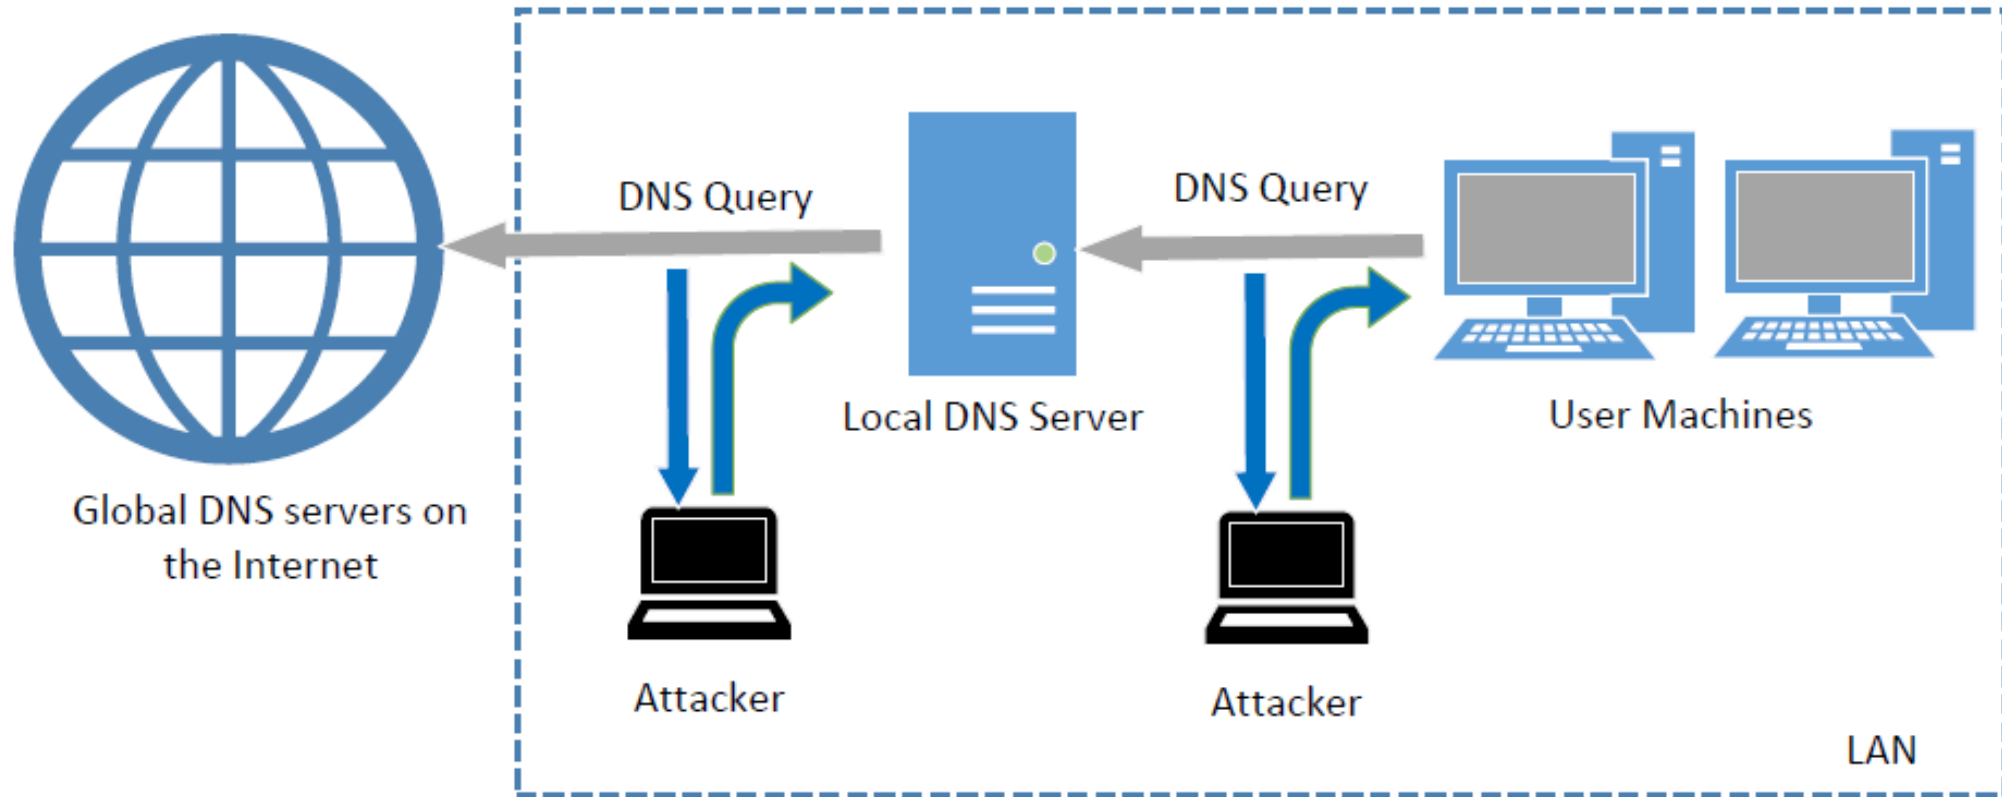 DNS Query
DNS Query
Local DNS Server
User Machines
Global DNS servers on
the Internet
Attacker
Attacker
LAN